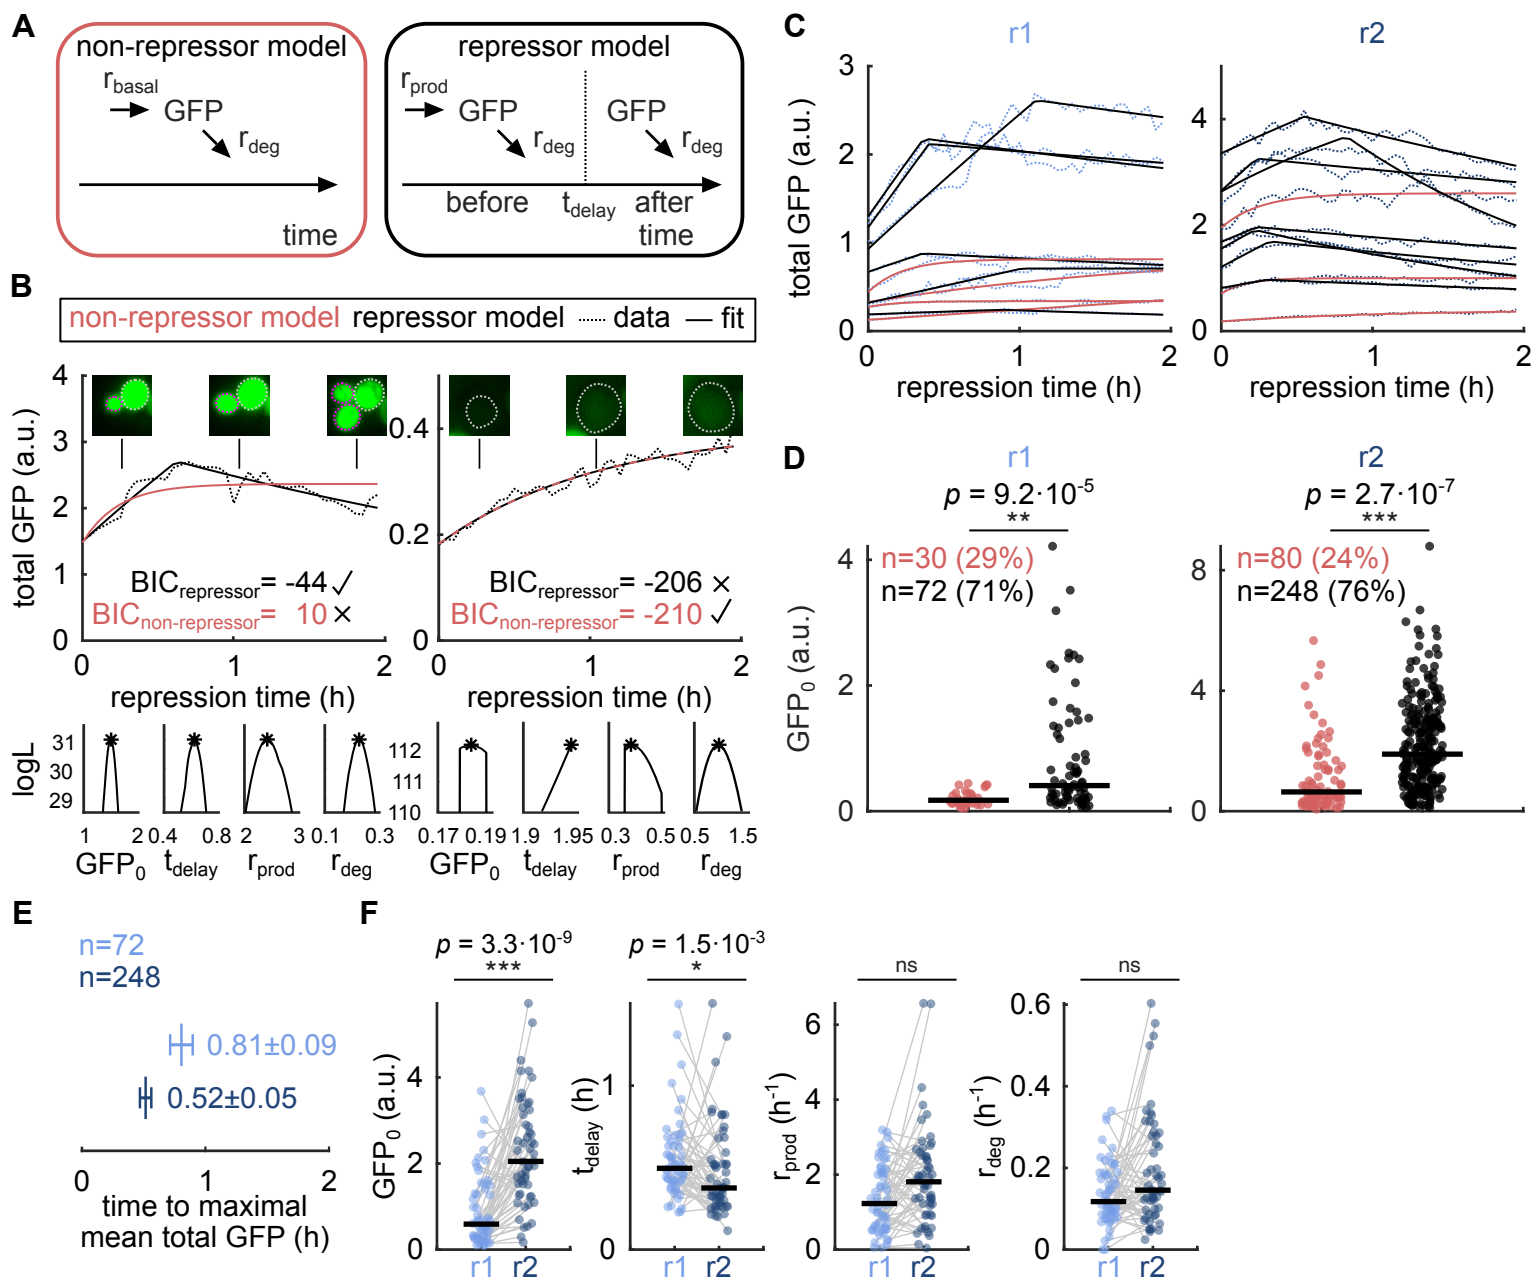 A
non-repressor model
r_basal
GFP
r_deg
time
repressor model
r_prod
GFP
GFP
r_deg
r_deg
before
t_delay
after
time
B
non-repressor model repressor model data fit
total GFP (a.u.)
4
3
2
1
0
BIC_repressor= -44 ✓
BIC_non-repressor= 10 ×
0 1 2
repression time (h)
0.4
0.2
0
BIC_repressor= -206 ×
BIC_non-repressor= -210 ✓
0 1 2
repression time (h)
logL
31
30
29
1 2
GFP_0
0.4 0.8
t_delay
2 3
r_prod
0.1 0.3
r_deg
112
111
110
0.17 0.19
GFP_0
1.9 1.95
t_delay
0.3 0.5
r_prod
0.5 1.5
r_deg
C
r1
r2
total GFP (a.u.)
3
2
1
0
0 1 2
repression time (h)
4
2
0
0 1 2
repression time (h)
D
r1
p = 9.2·10^-5
**
n=30 (29%)
n=72 (71%)
GFP_0 (a.u.)
4
2
0
r2
p = 2.7·10^-7
***
n=80 (24%)
n=248 (76%)
8
4
0
E
n=72
n=248
0.81±0.09
0.52±0.05
0 1 2
time to maximal
mean total GFP (h)
F
p = 3.3·10^-9
***
GFP_0 (a.u.)
4
2
0
r1 r2
p = 1.5·10^-3
*
t_delay (h)
1
0
r1 r2
ns
r_prod (h^-1)
6
4
2
0
r1 r2
ns
r_deg (h^-1)
0.6
0.4
0.2
0
r1 r2